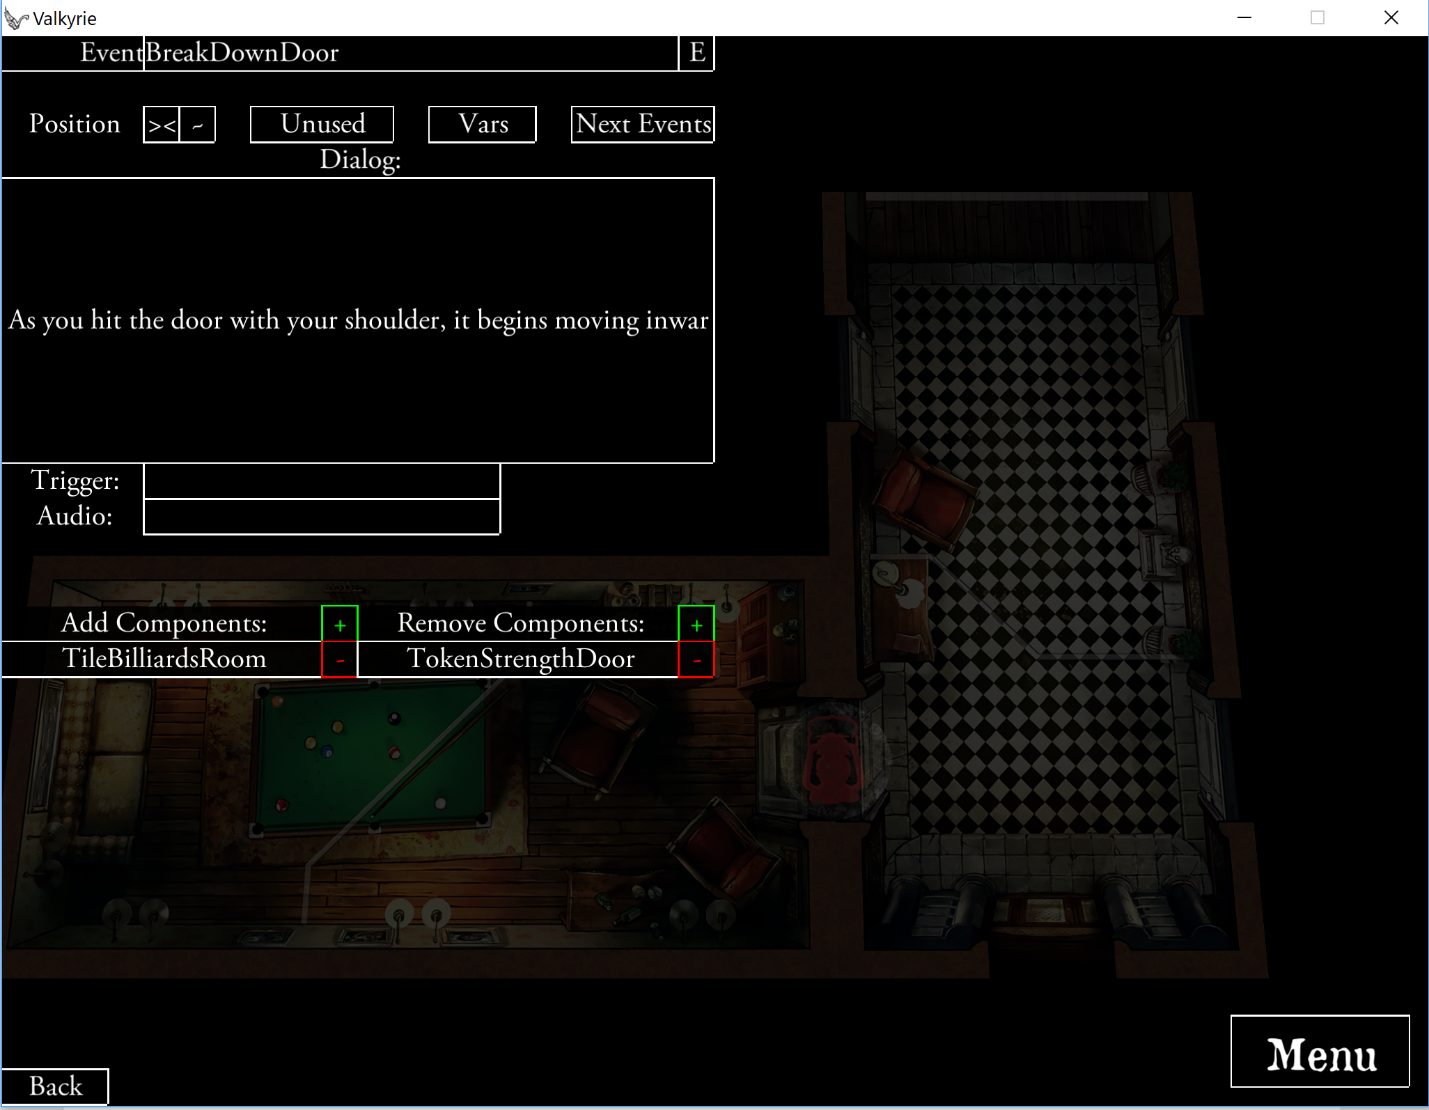 Valkyrie
Event BreakDownDoor E
Position >< ~ Unused Vars Next Events
Dialog:
As you hit the door with your shoulder, it begins moving inwar
Trigger:
Audio:
Add Components: + Remove Components: +
TileBilliardsRoom - TokenStrengthDoor -
Menu
Back